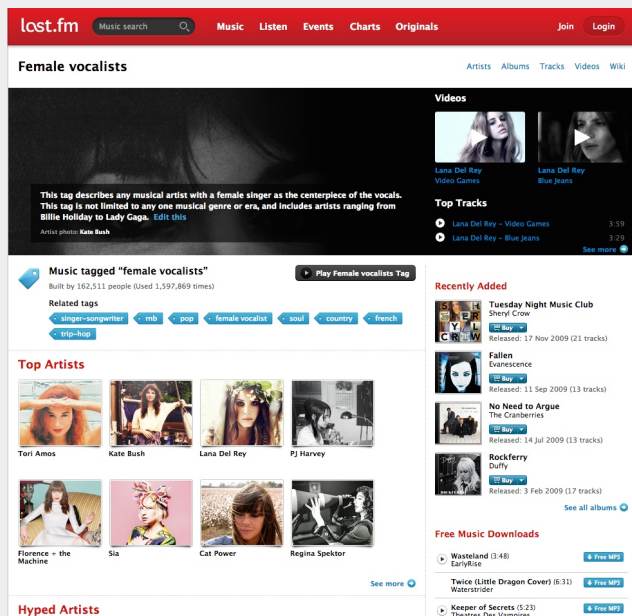 last.fm
Music search
Music Listen Events Charts Originals
Join Login
Female vocalists
Artists Albums Tracks Videos Wiki
This tag describes any musical artist with a female singer as the centerpiece of the vocals.
This tag is not limited to any one musical genre or era, and includes artists ranging from
Billie Holiday to Lady Gaga. Edit this
Artist photo: Kate Bush
Videos
Lana Del Rey
Video Games
Lana Del Rey
Blue Jeans
Top Tracks
Lana Del Rey – Video Games 3:59
Lana Del Rey – Blue Jeans 3:29
See more
Music tagged "female vocalists"
Built by 162,511 people (Used 1,597,869 times)
Play Female vocalists Tag
Related tags
singer-songwriter rnb pop female vocalist soul country french
trip-hop
Top Artists
Tori Amos
Kate Bush
Lana Del Rey
PJ Harvey
Florence + the
Machine
Sia
Cat Power
Regina Spektor
See more
Hyped Artists
Recently Added
Tuesday Night Music Club
Sheryl Crow
Buy
Released: 17 Nov 2009 (21 tracks)
Fallen
Evanescence
Buy
Released: 11 Sep 2009 (13 tracks)
No Need to Argue
The Cranberries
Buy
Released: 14 Jul 2009 (13 tracks)
Rockferry
Duffy
Buy
Released: 3 Feb 2009 (17 tracks)
See all albums
Free Music Downloads
Wasteland (3:48)
EarlyRise
Free MP3
Twice (Little Dragon Cover) (6:31)
Waterstrider
Free MP3
Keeper of Secrets (5:23)
Theatres Des Vampires
Free MP3